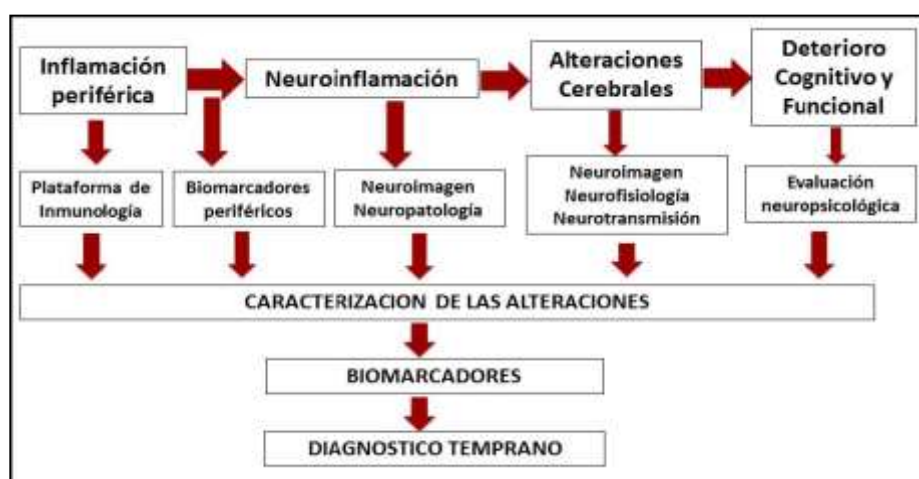 Inflamación
periférica
Neuroinflamación
Alteraciones
Cerebrales
Deterioro
Cognitivo y
Funcional
Plataforma de
Inmunología
Biomarcadores
periféricos
Neuroimagen
Neuropatología
Neuroimagen
Neurofisiología
Neurotransmisión
Evaluación
neuropsicológica
CARACTERIZACION DE LAS ALTERACIONES
BIOMARCADORES
DIAGNOSTICO TEMPRANO